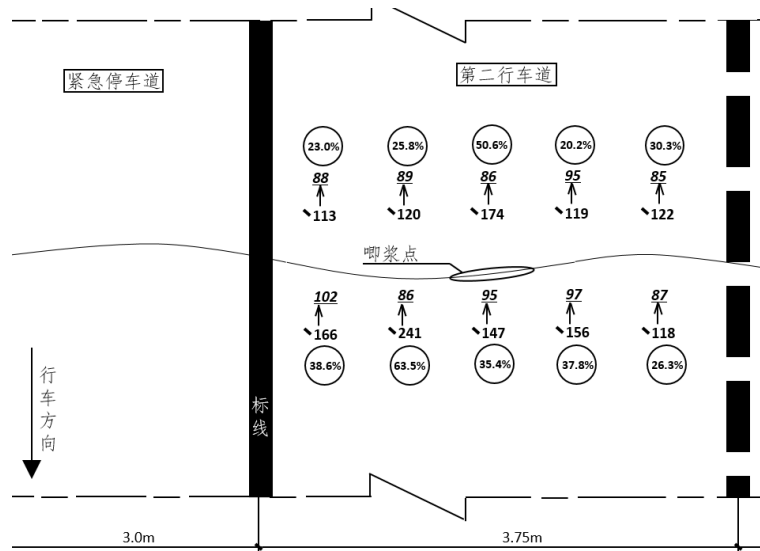 紧急停车道
第二行车道
23.0% 25.8% 50.6% 20.2% 30.3%
88 89 86 95 85
113 120 174 119 122
唧浆点
102 86 95 97 87
166 241 147 156 118
38.6% 63.5% 35.4% 37.8% 26.3%
行车方向
标线
3.0m 3.75m